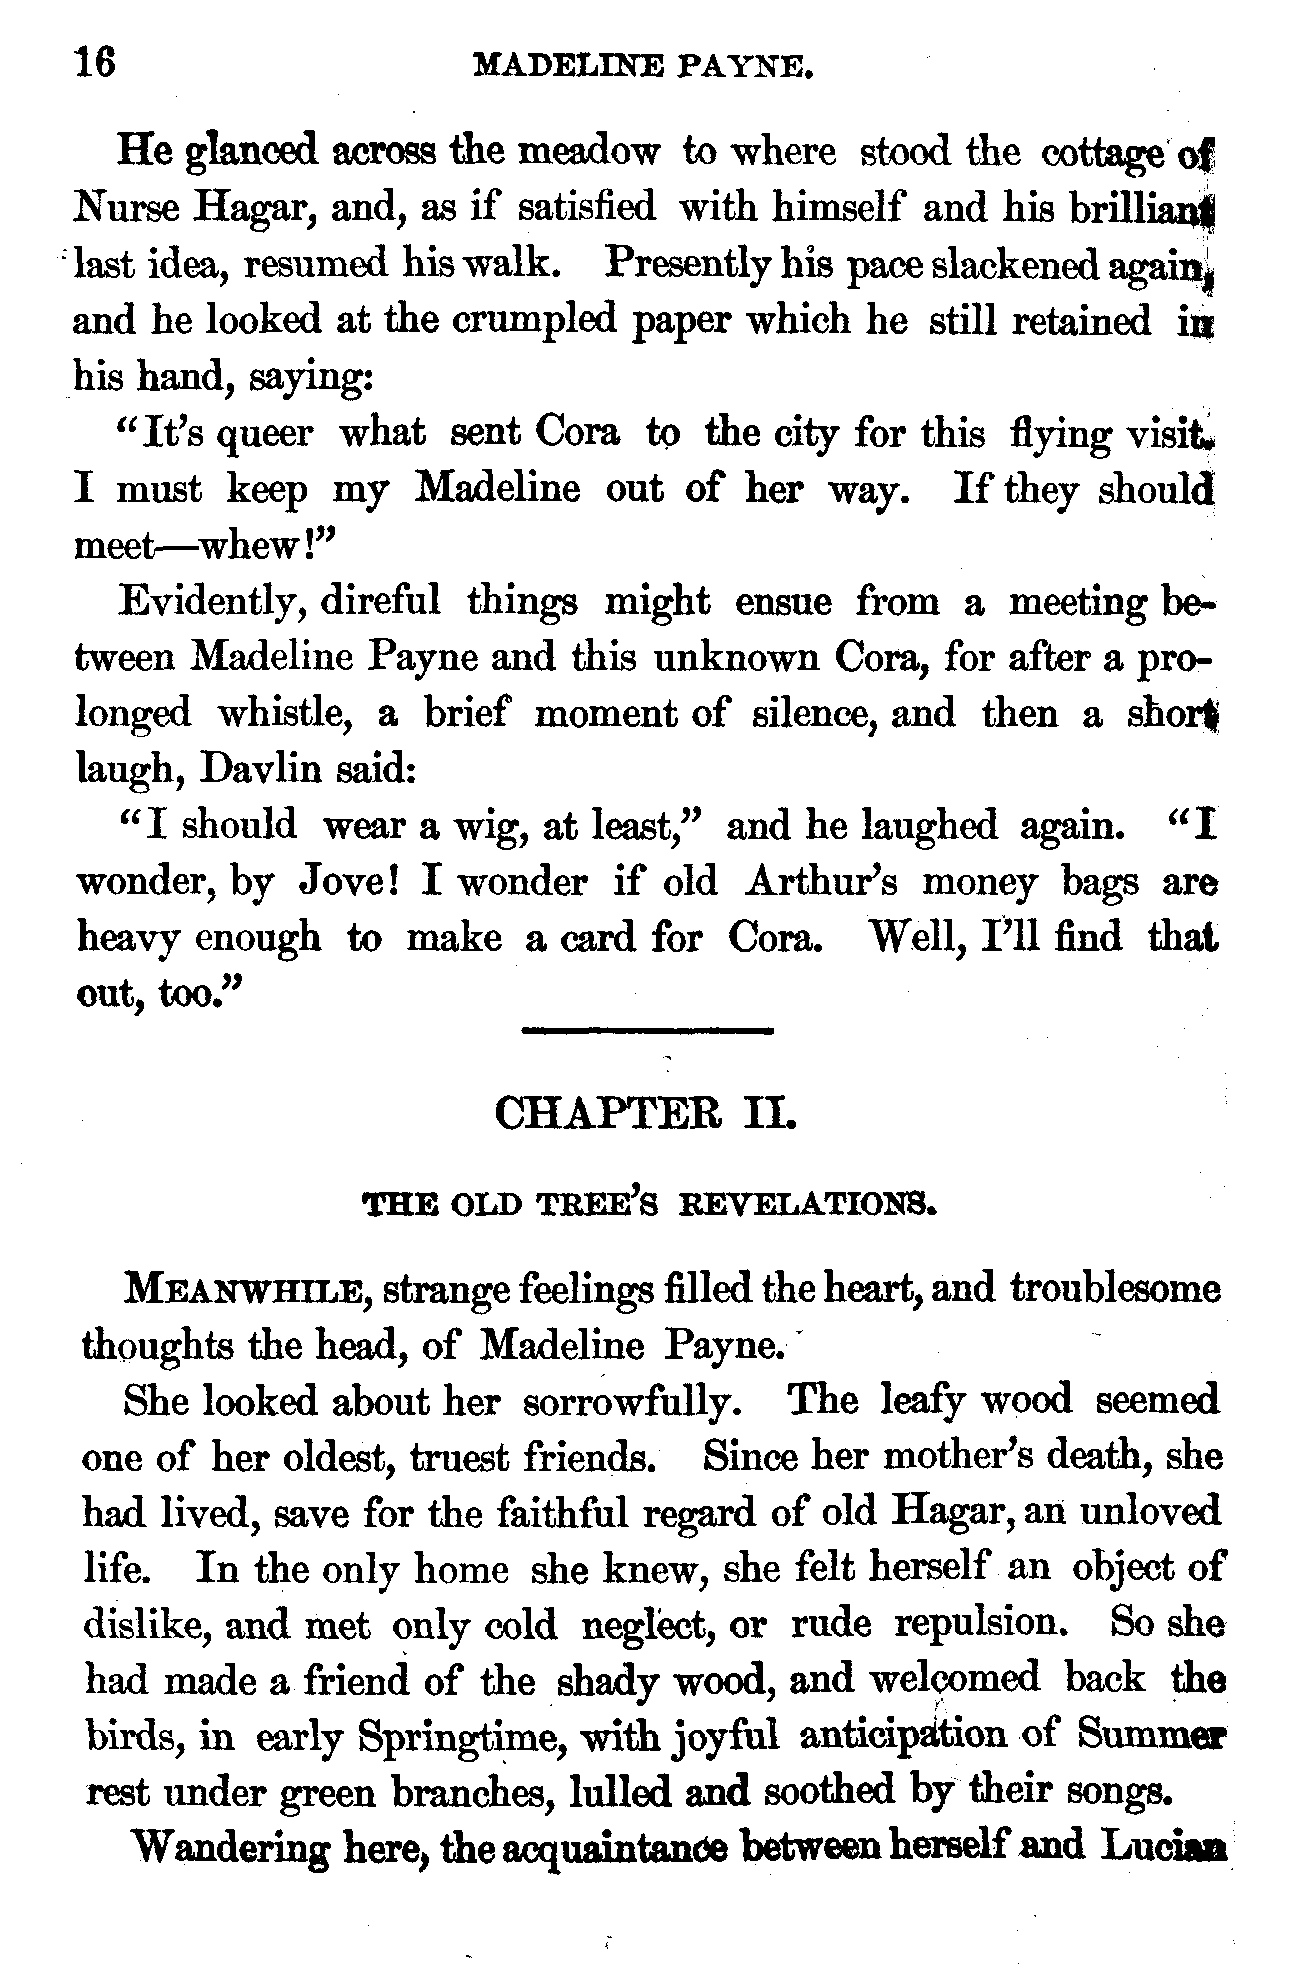 16 MADELINE PAYNE.
He glanced across the meadow to where stood the cottage of
Nurse Hagar, and, as if satisfied with himself and his brilliant
last idea, resumed his walk. Presently his pace slackened again,
and he looked at the crumpled paper which he still retained in
his hand, saying:
"It's queer what sent Cora to the city for this flying visit.
I must keep my Madeline out of her way. If they should
meet—whew!"
Evidently, direful things might ensue from a meeting be-
tween Madeline Payne and this unknown Cora, for after a pro-
longed whistle, a brief moment of silence, and then a short
laugh, Davlin said:
"I should wear a wig, at least," and he laughed again. "I
wonder, by Jove! I wonder if old Arthur's money bags are
heavy enough to make a card for Cora. Well, I'll find that
out, too."
CHAPTER II.
THE OLD TREE'S REVELATIONS.
MEANWHILE, strange feelings filled the heart, and troublesome
thoughts the head, of Madeline Payne.
She looked about her sorrowfully. The leafy wood seemed
one of her oldest, truest friends. Since her mother's death, she
had lived, save for the faithful regard of old Hagar, an unloved
life. In the only home she knew, she felt herself an object of
dislike, and met only cold neglect, or rude repulsion. So she
had made a friend of the shady wood, and welcomed back the
birds, in early Springtime, with joyful anticipation of Summer
rest under green branches, lulled and soothed by their songs.
Wandering here, the acquaintance between herself and Lucian